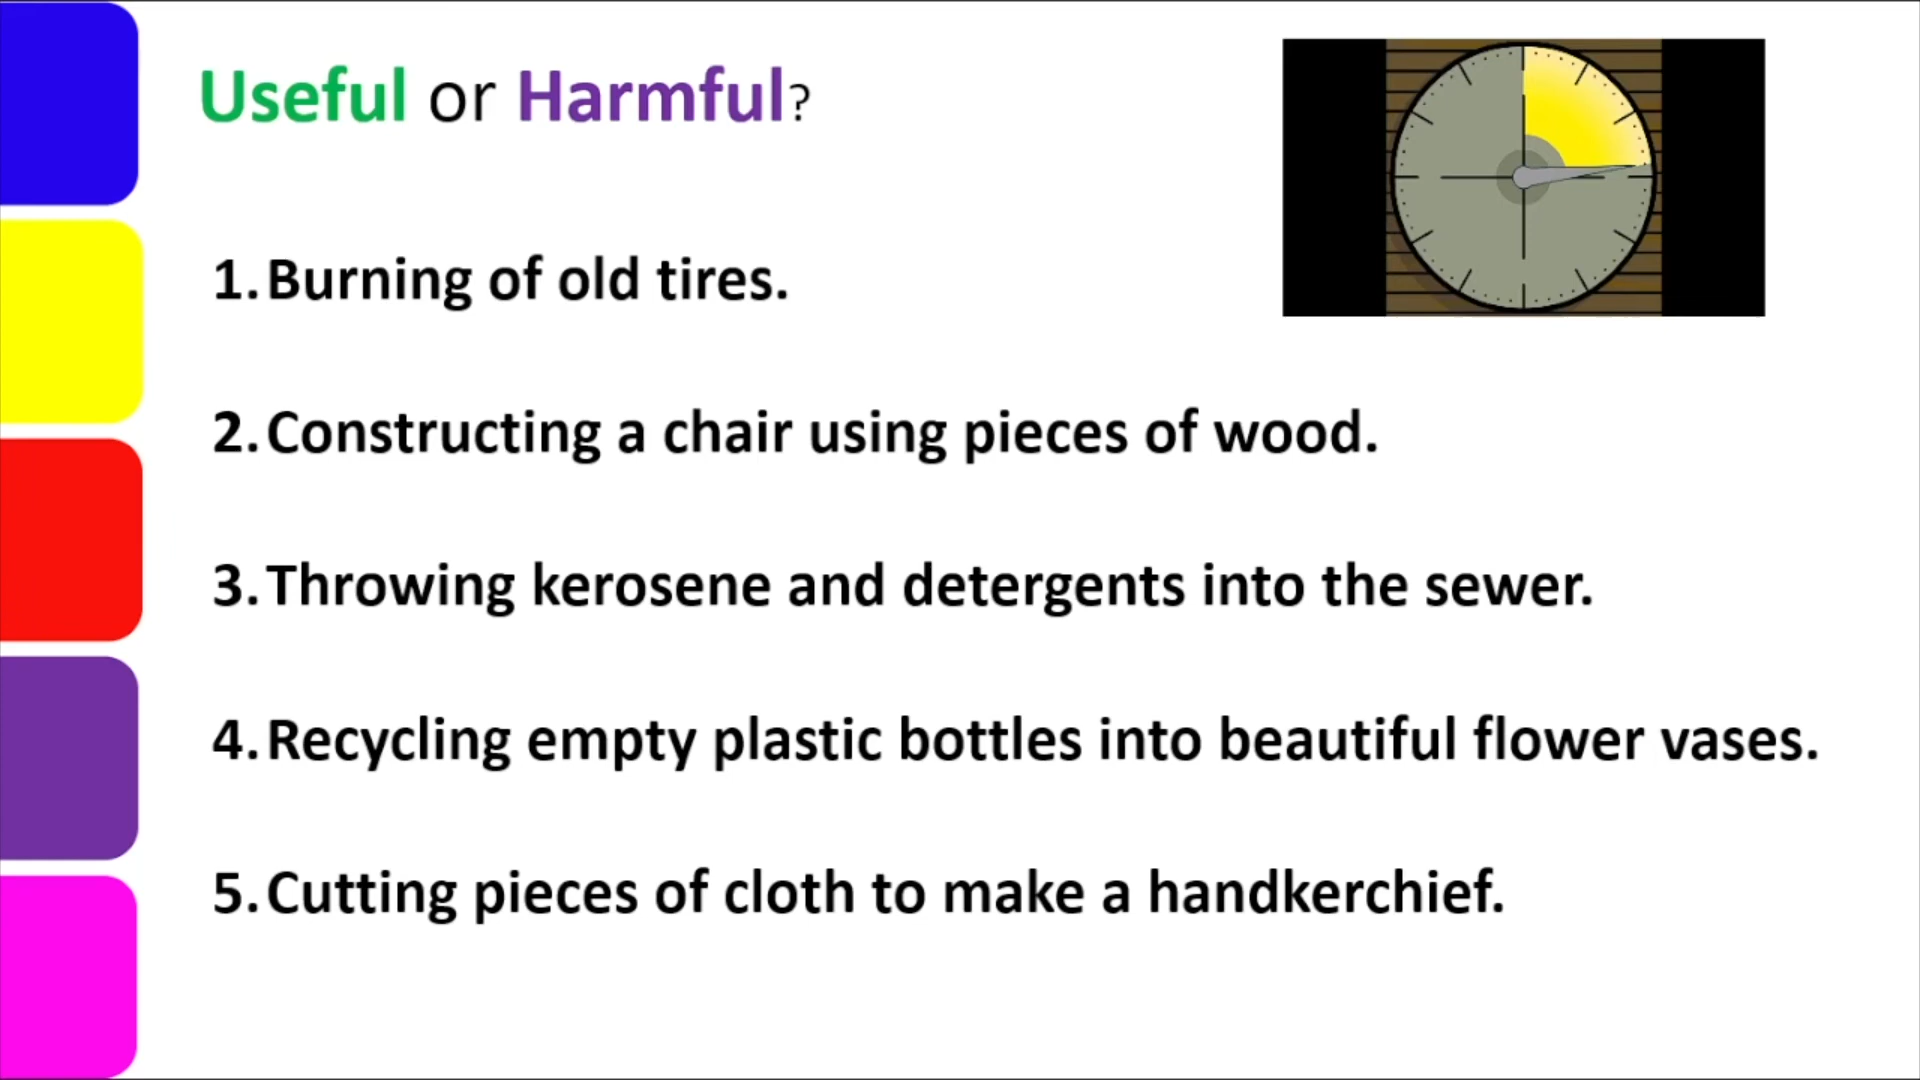 Useful or Harmful?
1. Burning of old tires.
2. Constructing a chair using pieces of wood.
3. Throwing kerosene and detergents into the sewer.
4. Recycling empty plastic bottles into beautiful flower vases.
5. Cutting pieces of cloth to make a handkerchief.